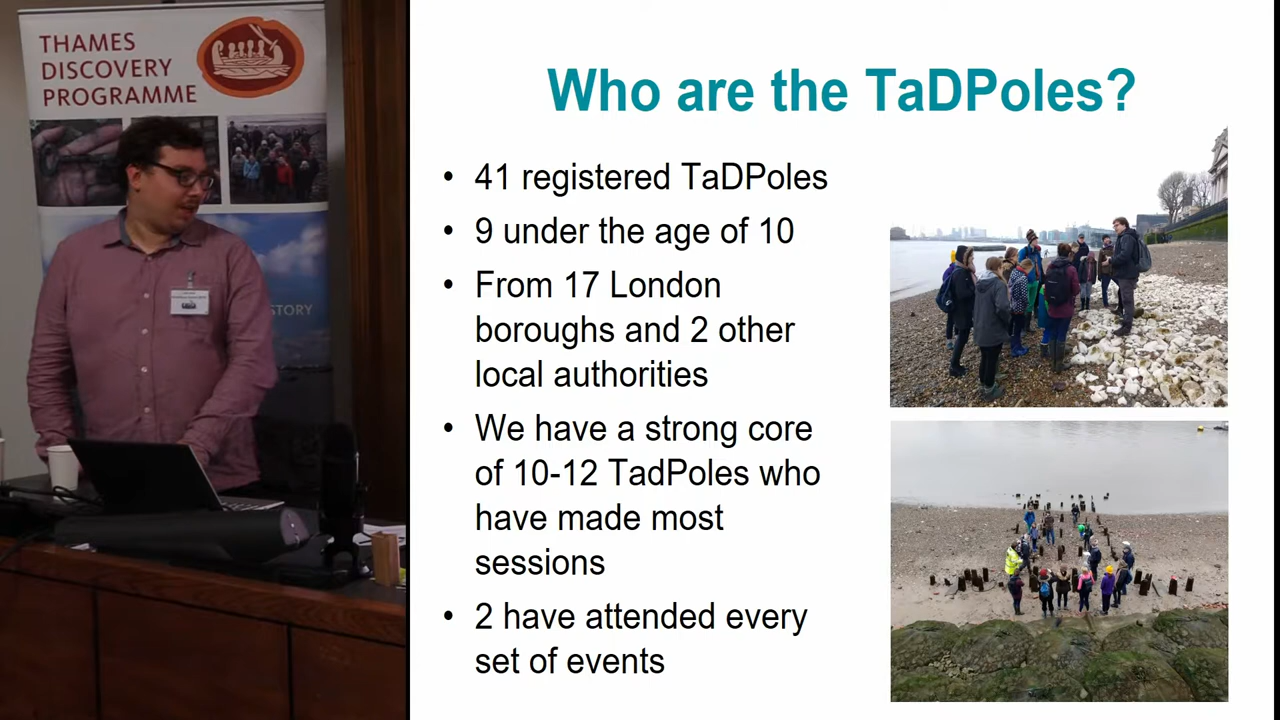 THAMES
DISCOVERY
PROGRAMME
STORY
Who are the TaDPoles?
• 41 registered TaDPoles
• 9 under the age of 10
• From 17 London
boroughs and 2 other
local authorities
• We have a strong core
of 10-12 TadPoles who
have made most
sessions
• 2 have attended every
set of events